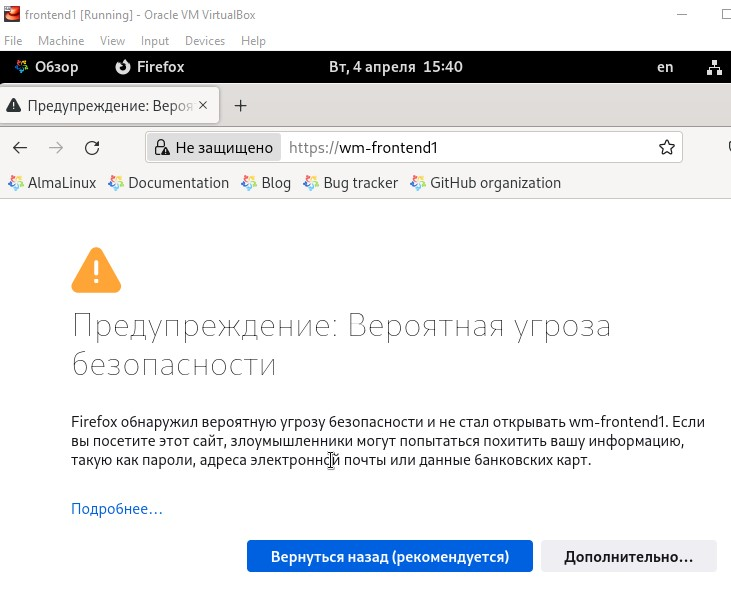 frontend1 [Running] - Oracle VM VirtualBox
File Machine View Input Devices Help
Обзор Firefox Вт, 4 апреля 15:40 en
Предупреждение: Вероя
Не защищено https://wm-frontend1
AlmaLinux Documentation Blog Bug tracker GitHub organization
Предупреждение: Вероятная угроза
безопасности
Firefox обнаружил вероятную угрозу безопасности и не стал открывать wm-frontend1. Если
вы посетите этот сайт, злоумышленники могут попытаться похитить вашу информацию,
такую как пароли, адреса электронной почты или данные банковских карт.
Подробнее…
Вернуться назад (рекомендуется) Дополнительно…